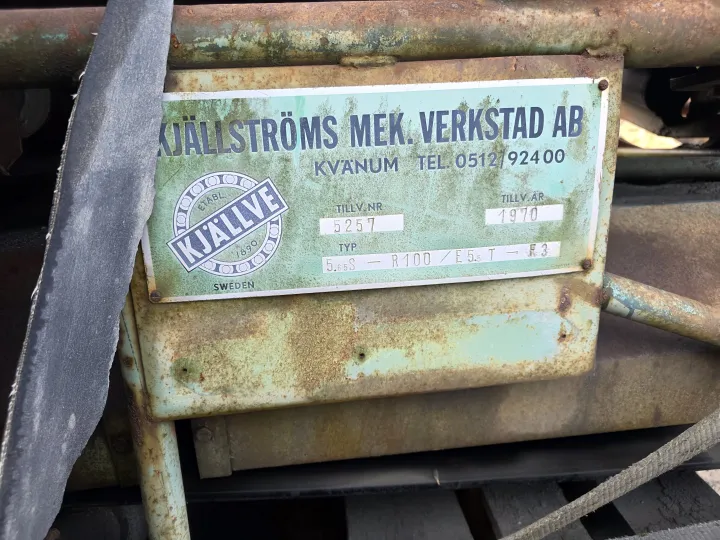 KJÄLLSTRÖMS MEK. VERKSTAD AB
KVÄNUM TEL. 0512/92400
ETABL.
KJÄLLVE
1890
SWEDEN
TILLV. NR
5257
TILLV. ÅR
1970
TYP
R100